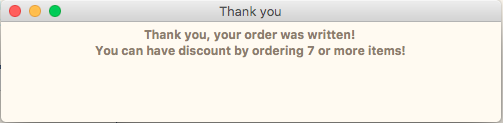 Thank you
Thank you, your order was written!
You can have discount by ordering 7 or more items!